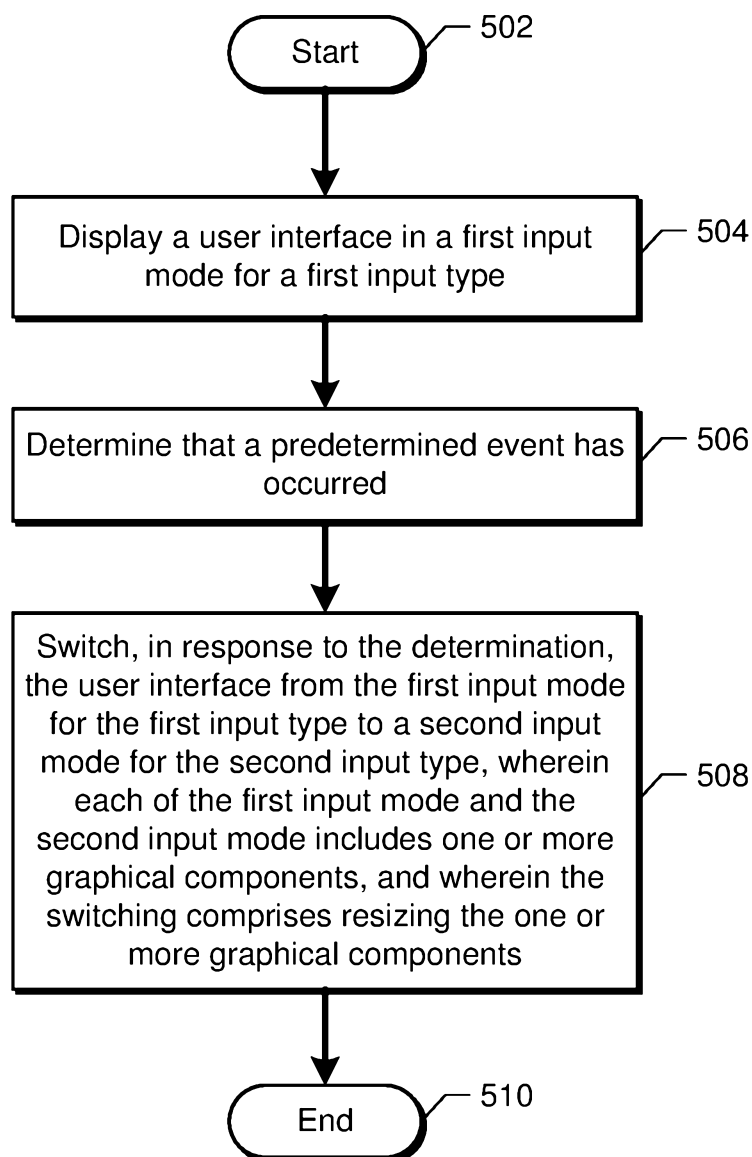 Start
502
Display a user interface in a first input
mode for a first input type
504
Determine that a predetermined event has
occurred
506
Switch, in response to the determination,
the user interface from the first input mode
for the first input type to a second input
mode for the second input type, wherein
each of the first input mode and the
second input mode includes one or more
graphical components, and wherein the
switching comprises resizing the one or
more graphical components
508
End
510